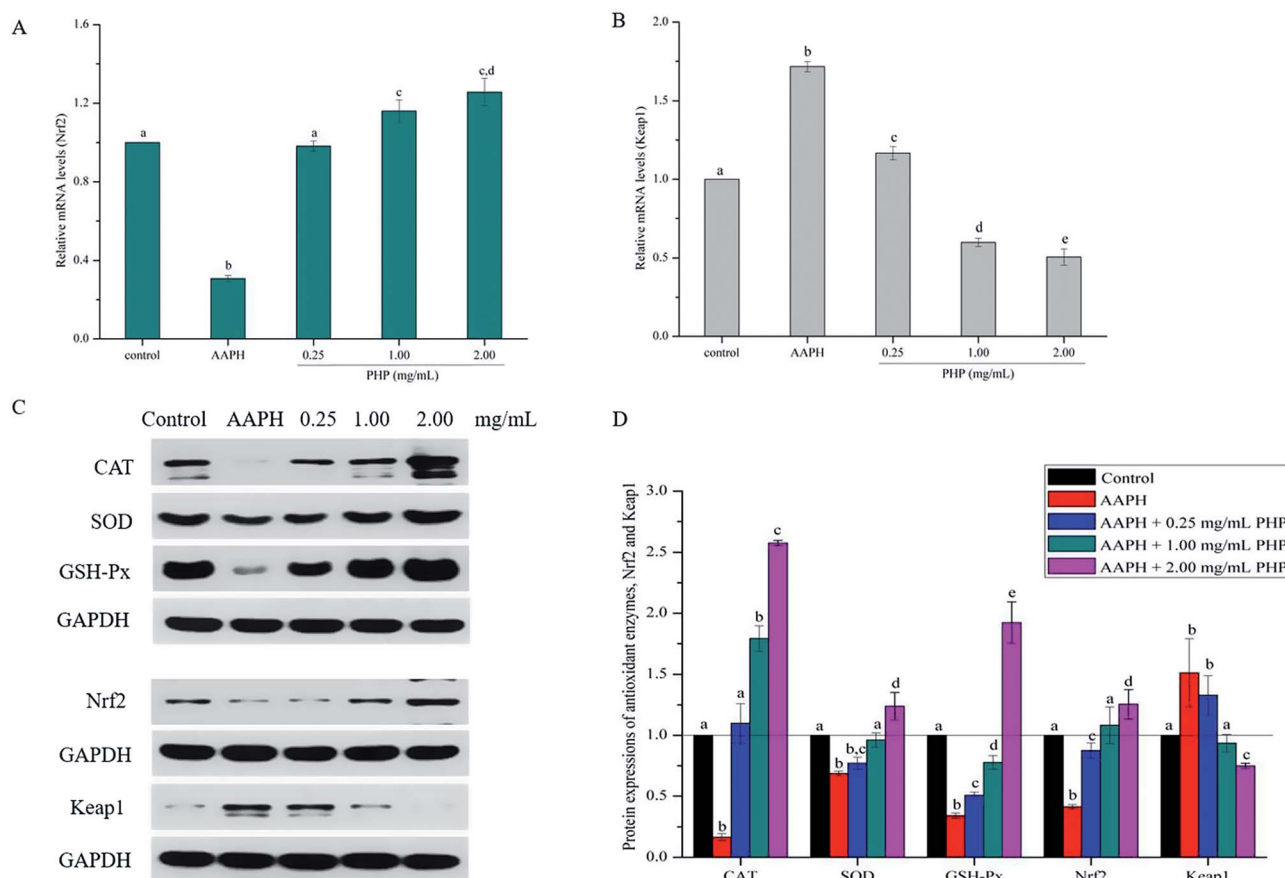 A
Relative mRNA levels (Nrf2)
1.6
1.2
0.8
0.4
0.0
a
b
a
c
c,d
control
AAPH
0.25
1.00
2.00
PHP (mg/mL)
B
Relative mRNA levels (Keap1)
2.0
1.5
1.0
0.5
0.0
a
b
c
d
e
control
AAPH
0.25
1.00
2.00
PHP (mg/mL)
C
Control AAPH 0.25 1.00 2.00 mg/mL
CAT
SOD
GSH-Px
GAPDH
Nrf2
GAPDH
Keap1
GAPDH
D
Protein expressions of antioxidant enzymes, Nrf2 and Keap1
3.0
2.5
2.0
1.5
1.0
0.5
0.0
Control
AAPH
AAPH + 0.25 mg/mL PHP
AAPH + 1.00 mg/mL PHP
AAPH + 2.00 mg/mL PHP
a b a b c
a b b,c a d
a b c d e
a b c a d
a b b a c
CAT SOD GSH-Px Nrf2 Keap1